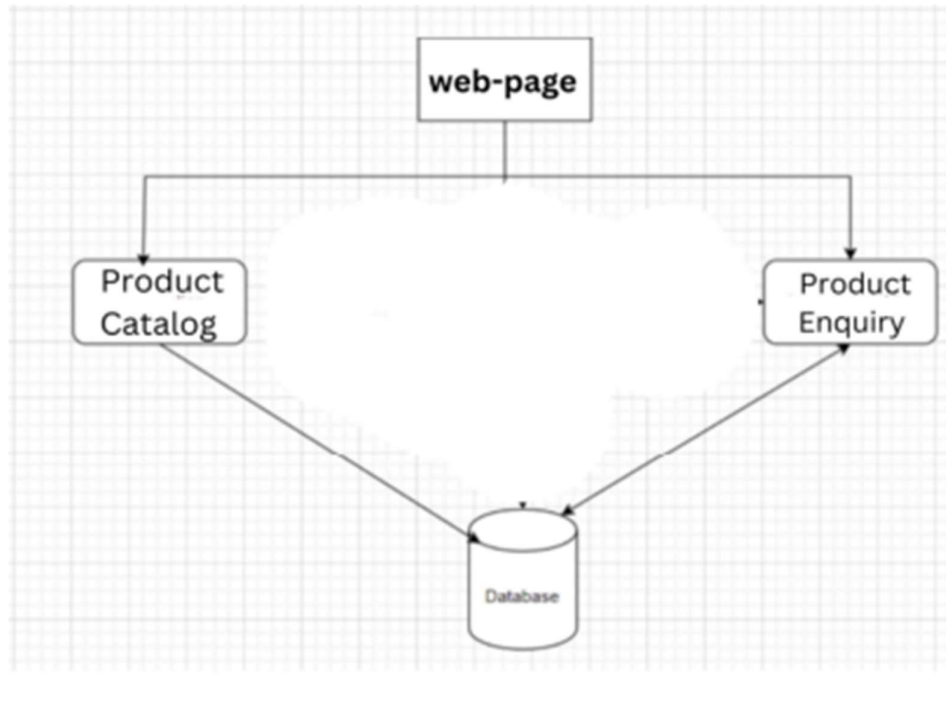 web-page
Product
Catalog
Product
Enquiry
Database